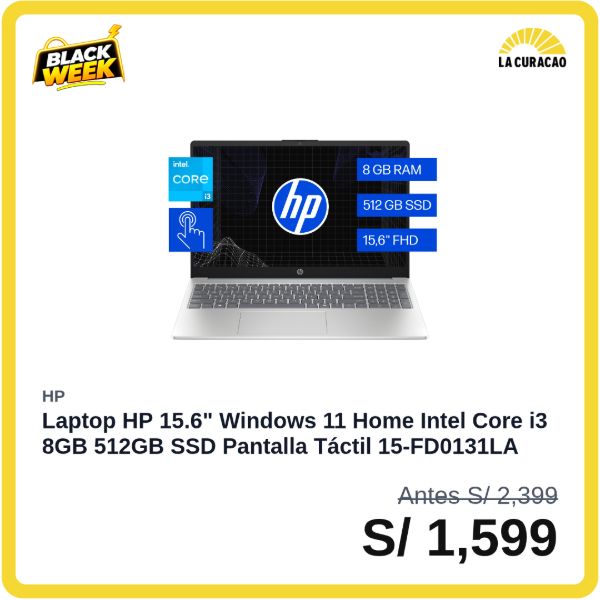 BLACK
WEEK
LA CURACAO
intel.
CORE
i3
hp
8 GB RAM
512 GB SSD
15,6" FHD
hp
HP
Laptop HP 15.6" Windows 11 Home Intel Core i3
8GB 512GB SSD Pantalla Táctil 15-FD0131LA
Antes S/ 2,399
S/ 1,599